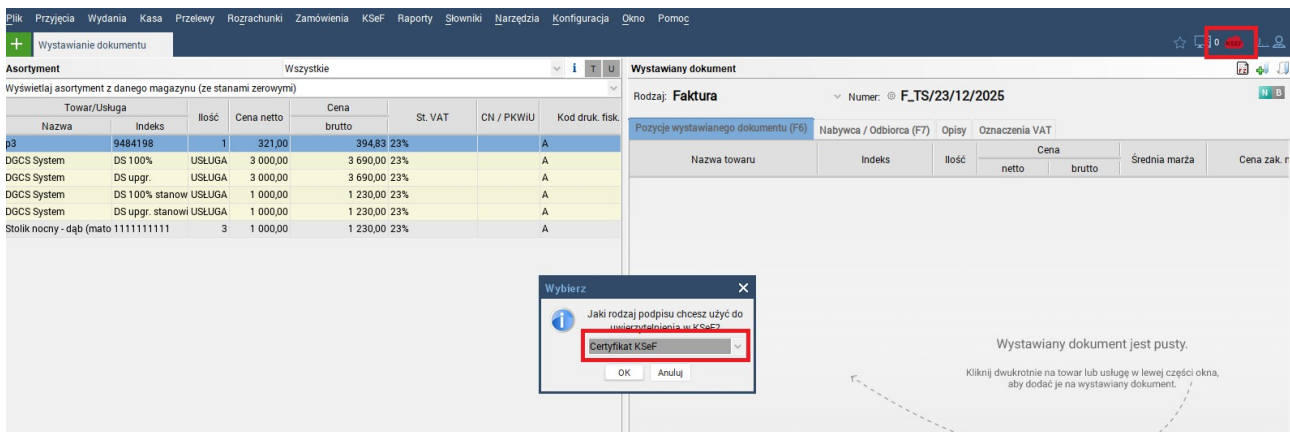 Plik Przyjęcia Wydania Kasa Przelewy Rozrachunki Zamówienia KSeF Raporty Słowniki Narzędzia Konfiguracja Okno Pomoc
+ Wystawianie dokumentu
0 KSEF
Asortyment Wszystkie i T U
Wyświetlaj asortyment z danego magazynu (ze stanami zerowymi)
Towar/Usługa Ilość Cena netto Cena St. VAT CN / PKWiU Kod druk. fisk.
Nazwa Indeks brutto
p3 9484198 1 321,00 394,83 23% A
DGCS System DS 100% USŁUGA 3 000,00 3 690,00 23% A
DGCS System DS upgr. USŁUGA 3 000,00 3 690,00 23% A
DGCS System DS 100% stanow USŁUGA 1 000,00 1 230,00 23% A
DGCS System DS upgr. stanowi USŁUGA 1 000,00 1 230,00 23% A
Stolik nocny - dąb (mato 1111111111 3 1 000,00 1 230,00 23% A
Wystawiany dokument
Rodzaj: Faktura Numer: F_TS/23/12/2025 N B
Pozycje wystawianego dokumentu (F6) Nabywca / Odbiorca (F7) Opisy Oznaczenia VAT
Nazwa towaru Indeks Ilość Cena Średnia marża Cena zak. n
netto brutto
Wybierz
Jaki rodzaj podpisu chcesz użyć do
uwierzytelnienia w KSeF?
Certyfikat KSeF
OK Anuluj
Wystawiany dokument jest pusty.
Kliknij dwukrotnie na towar lub usługę w lewej części okna,
aby dodać je na wystawiany dokument.